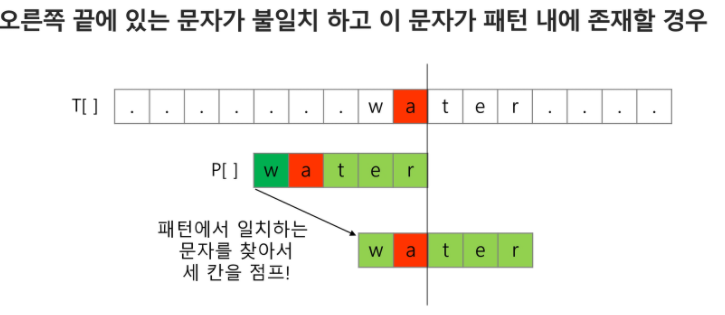 오른쪽 끝에 있는 문자가 불일치 하고 이 문자가 패턴 내에 존재할 경우
T[ ] . . . . . . . w a t e r . . . .
P[ ] w a t e r
패턴에서 일치하는
문자를 찾아서
세 칸을 점프!
w a t e r